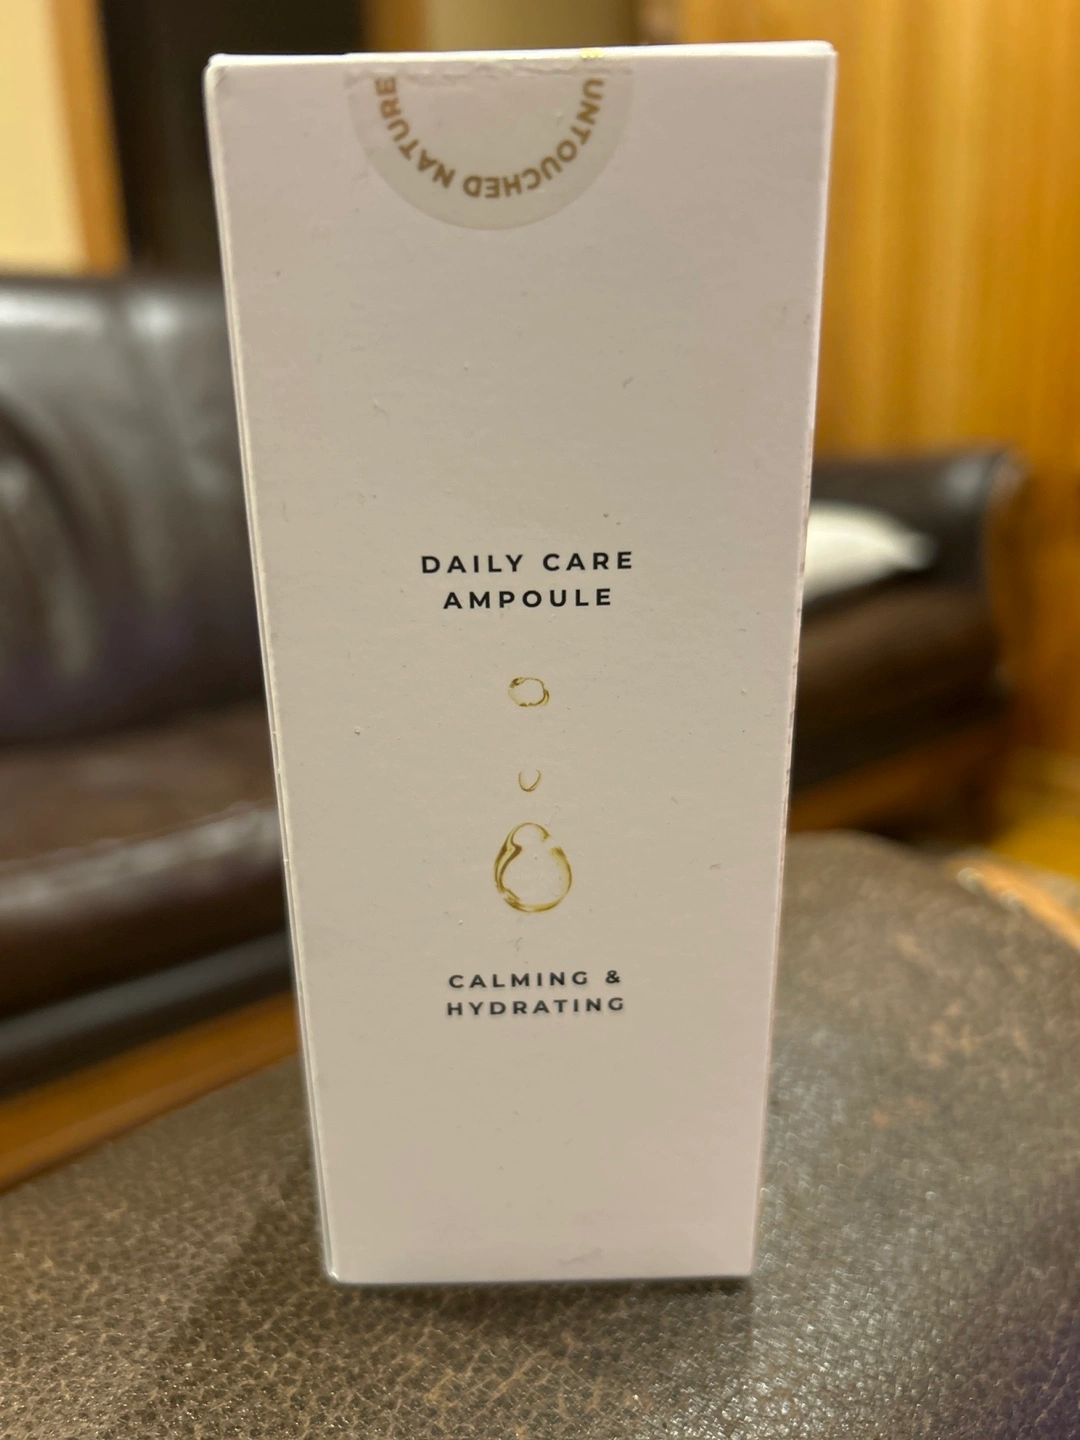 UNTOUCHED NATURE
DAILY CARE
AMPOULE
CALMING &
HYDRATING